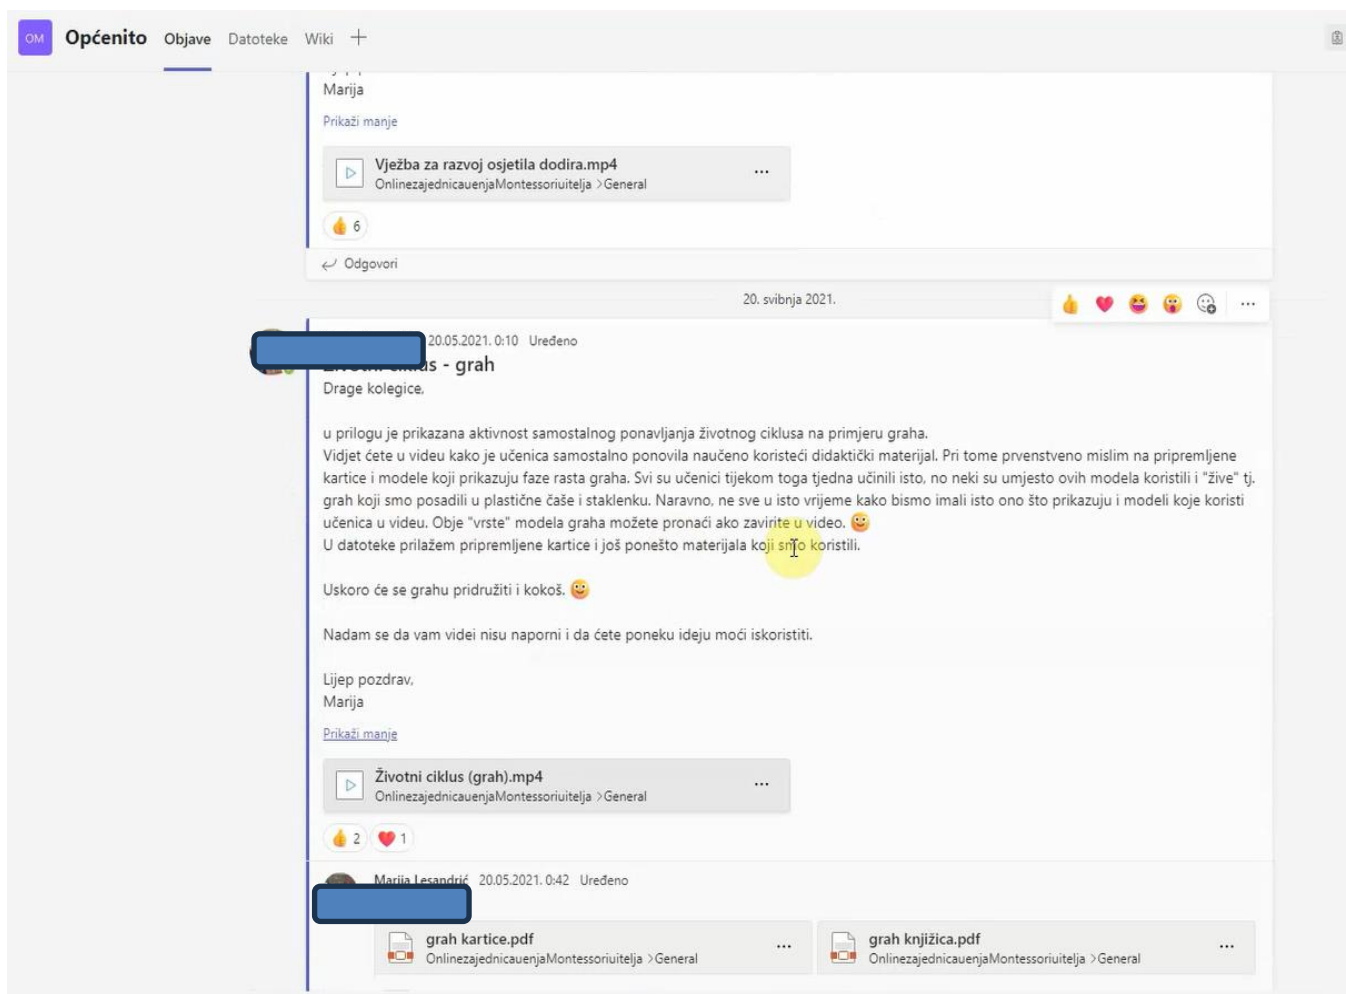 OM Općenito Objave Datoteke Wiki
Marija
Prikaži manje
Vježba za razvoj osjetila dodira.mp4
OnlinezajednicauenjaMontessoriuitelja >General
6
Odgovori
20. svibnja 2021.
20.05.2021. 0:10 Uređeno
- grah
Drage kolegice,
u prilogu je prikazana aktivnost samostalnog ponavljanja životnog ciklusa na primjeru graha.
Vidjet ćete u videu kako je učenica samostalno ponovila naučeno koristeći didaktički materijal. Pri tome prvenstveno mislim na pripremljene
kartice i modele koji prikazuju faze rasta graha. Svi su učenici tijekom toga tjedna učinili isto, no neki su umjesto ovih modela koristili i "žive" tj.
grah koji smo posadili u plastične čaše i staklenku. Naravno, ne sve u isto vrijeme kako bismo imali isto ono što prikazuju i modeli koje koristi
učenica u videu. Obje "vrste" modela graha možete pronaći ako zavirite u video.
U datoteke prilažem pripremljene kartice i još ponešto materijala koji smo koristili.
Uskoro će se grahu pridružiti i kokoš.
Nadam se da vam videi nisu naporni i da ćete poneku ideju moći iskoristiti.
Lijep pozdrav,
Marija
Prikaži manje
Životni ciklus (grah).mp4
OnlinezajednicauenjaMontessoriuitelja >General
2 1
Marija Lesandrić 20.05.2021. 0:42 Uređeno
grah kartice.pdf
OnlinezajednicauenjaMontessoriuitelja >General
grah knjižica.pdf
OnlinezajednicauenjaMontessoriuitelja >General